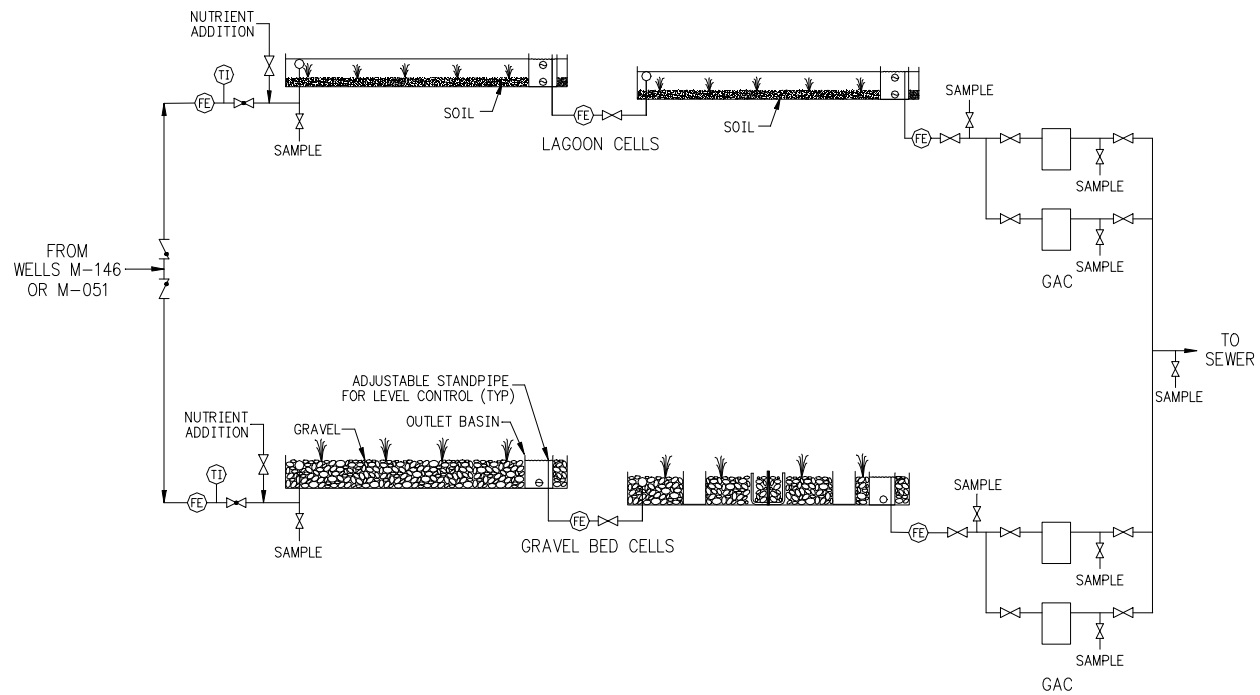 NUTRIENT
ADDITION
TI
FE
SAMPLE
SOIL
FE
LAGOON CELLS
SOIL
SAMPLE
FE
SAMPLE
SAMPLE
GAC
FROM
WELLS M-146
OR M-051
TO
SEWER
SAMPLE
ADJUSTABLE STANDPIPE
FOR LEVEL CONTROL (TYP)
OUTLET BASIN
GRAVEL
NUTRIENT
ADDITION
TI
FE
SAMPLE
FE
GRAVEL BED CELLS
SAMPLE
FE
SAMPLE
SAMPLE
GAC